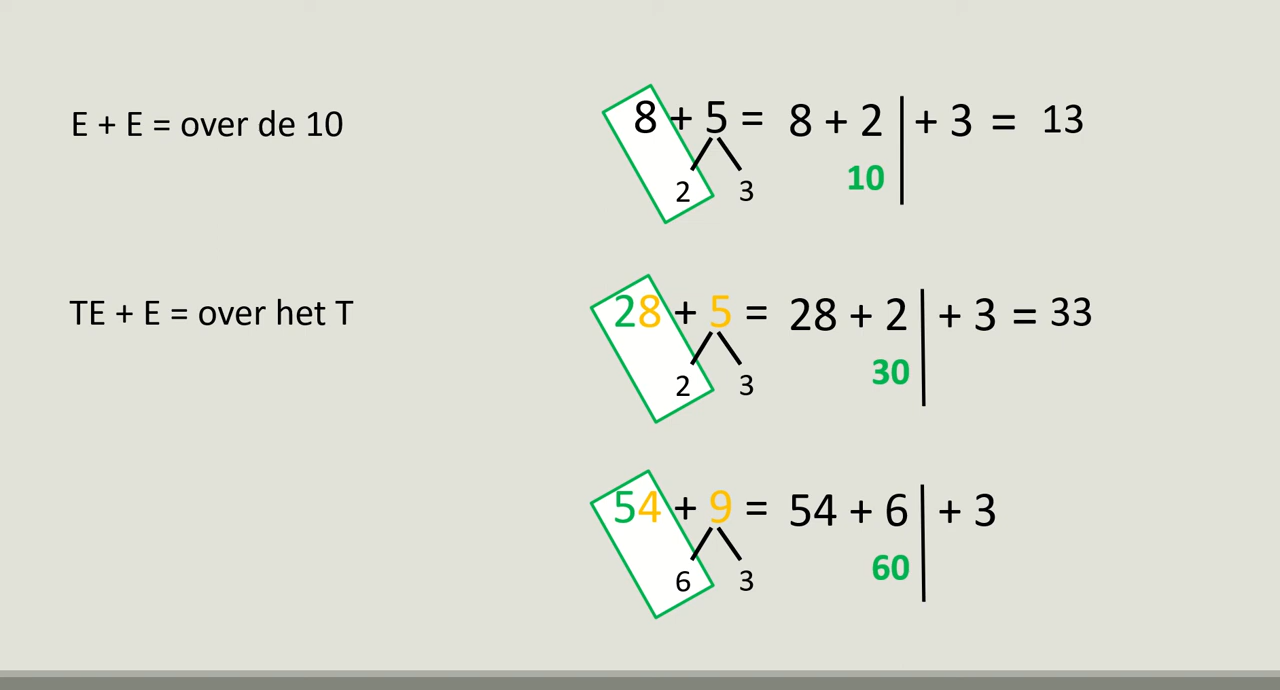 E + E = over de 10
8 + 5 = 8 + 2 | + 3 = 13
2 3
10
TE + E = over het T
28 + 5 = 28 + 2 | + 3 = 33
2 3
30
54 + 9 = 54 + 6 | + 3
6 3
60